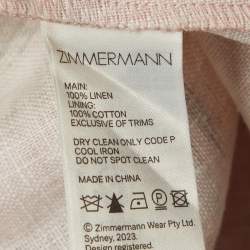 ZIMMERMANN
MAIN:
100% LINEN
LINING:
100% COTTON
EXCLUSIVE OF TRIMS
DRY CLEAN ONLY CODE P
COOL IRON
DO NOT SPOT CLEAN
MADE IN CHINA
P
© Zimmermann Wear Pty Ltd.
Sydney, 2023.
Design registered.